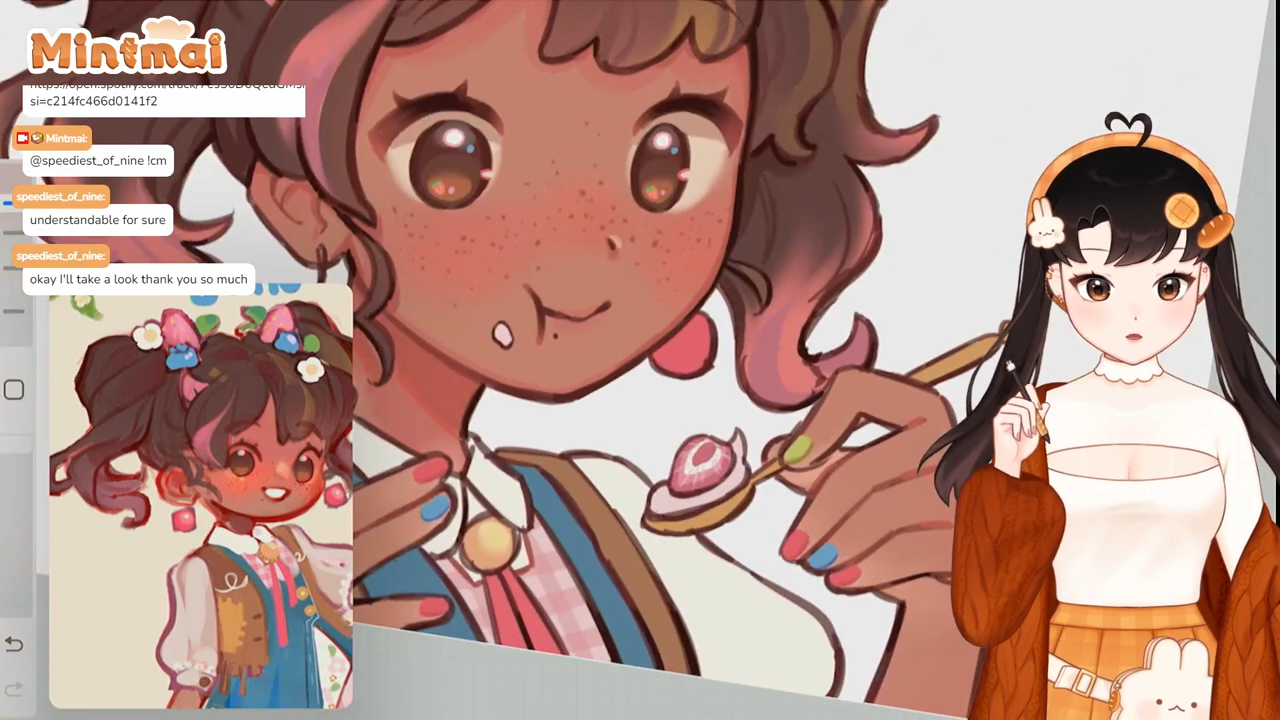 Mintmai
si=c214fc466d0141f2
Mintmai:
@speediest_of_nine !cm
speediest_of_nine:
understandable for sure
speediest_of_nine:
okay I'll take a look thank you so much